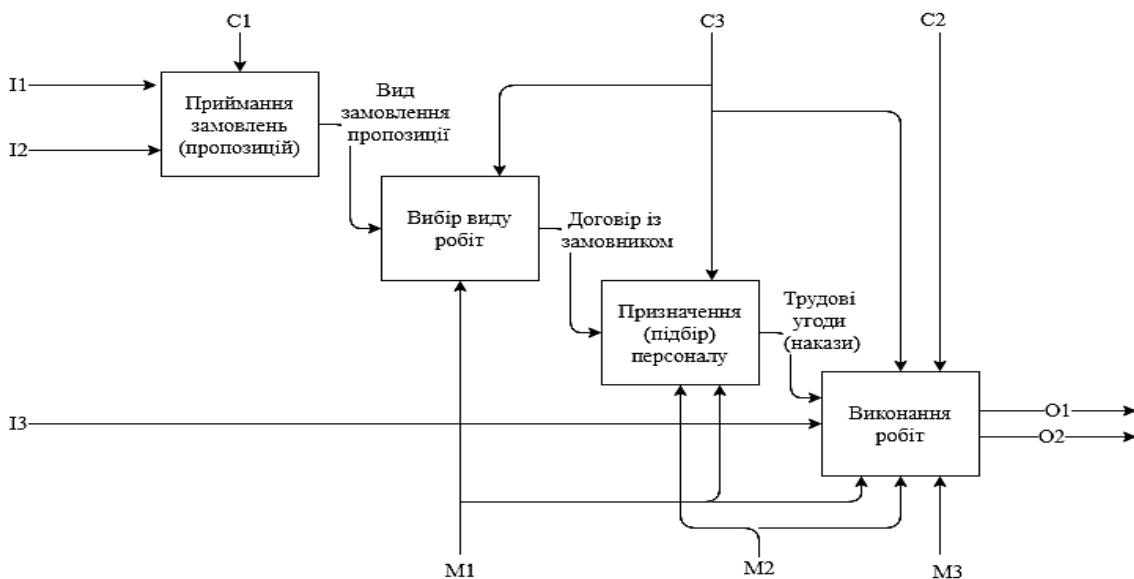 C1
C3
C2
I1
Приймання
замовлень
(пропозицій)
I2
Вид
замовлення
пропозиції
Вибір виду
робіт
Договір із
замовником
Призначення
(підбір)
персоналу
Трудові
угоди
(накази)
I3
Виконання
робіт
O1
O2
M1
M2
M3